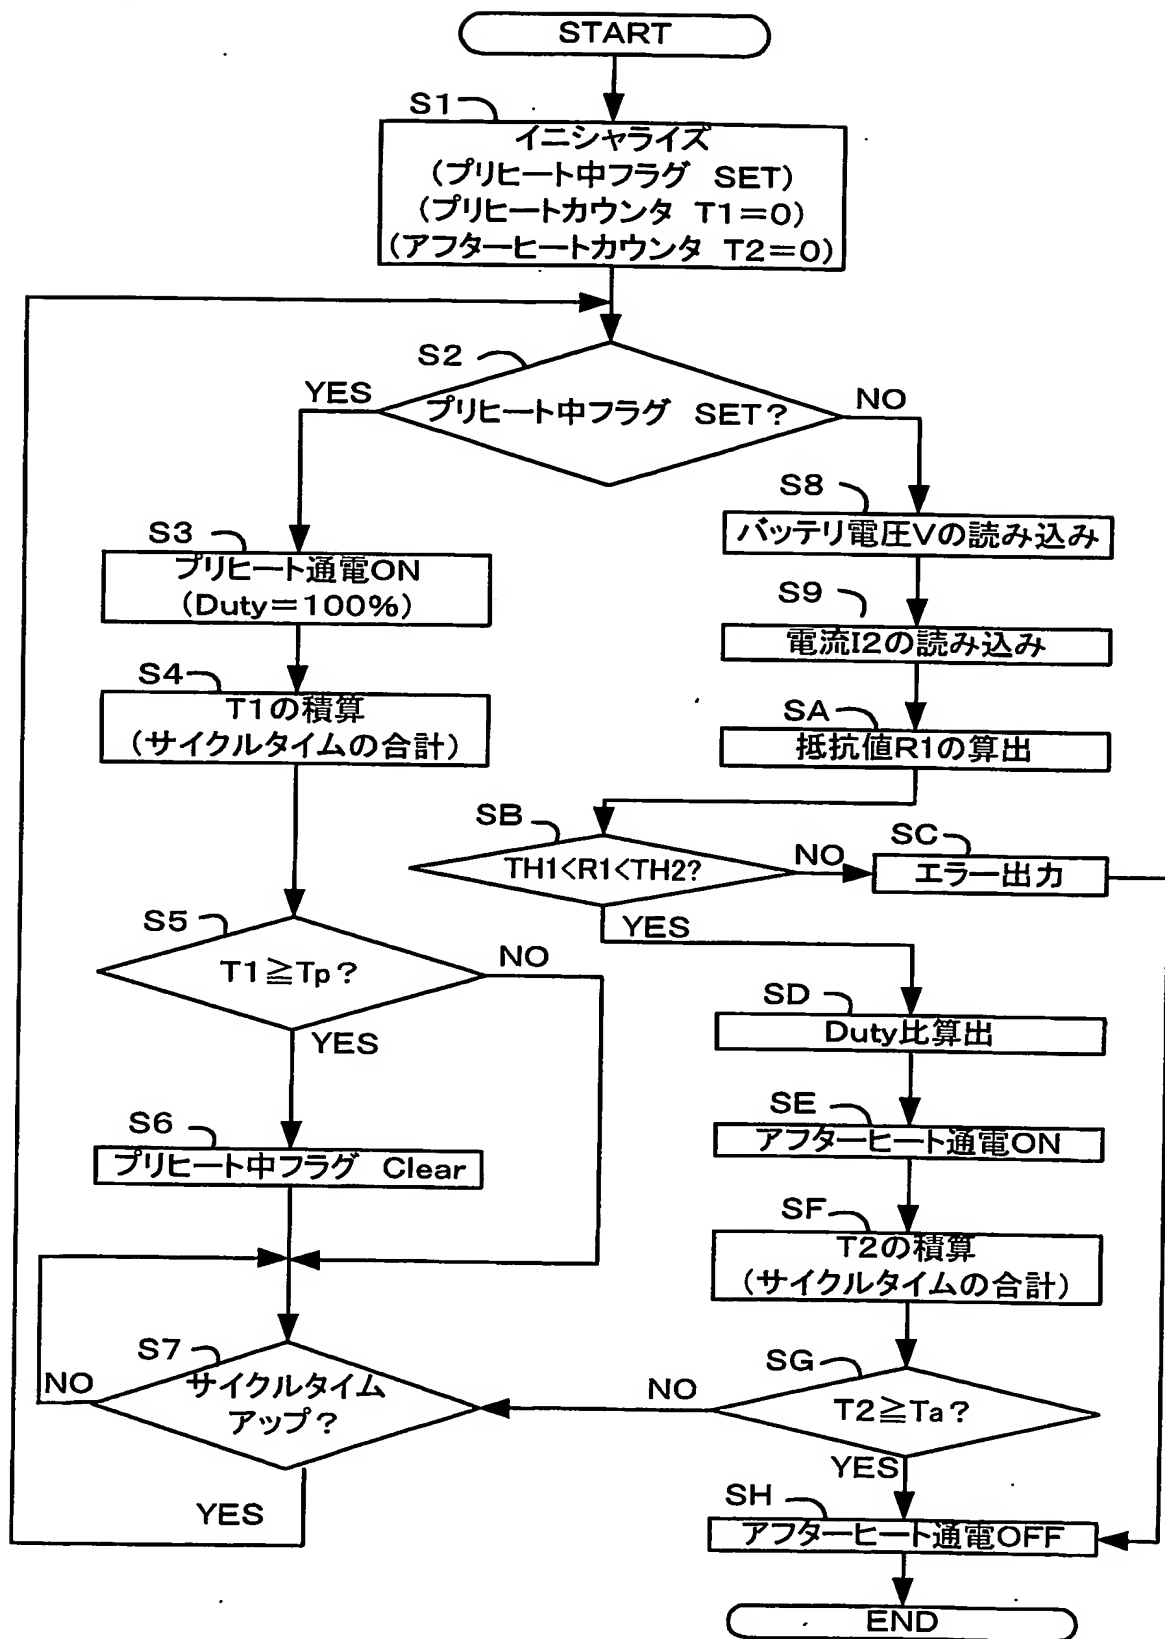 START
S1
イニシャライズ
(プリヒート中フラグ SET)
(プリヒートカウンタ T1=0)
(アフターヒートカウンタ T2=0)
S2
YES
プリヒート中フラグ SET?
NO
S3
プリヒート通電ON
(Duty=100%)
S4
T1の積算
(サイクルタイムの合計)
S5
T1≧Tp?
NO
YES
S6
プリヒート中フラグ Clear
S7
サイクルタイム
アップ?
NO
YES
S8
バッテリ電圧Vの読み込み
S9
電流I2の読み込み
SA
抵抗値R1の算出
SB
TH1<R1<TH2?
NO
SC
エラー出力
YES
SD
Duty比算出
SE
アフターヒート通電ON
SF
T2の積算
(サイクルタイムの合計)
SG
NO
T2≧Ta?
YES
SH
アフターヒート通電OFF
END